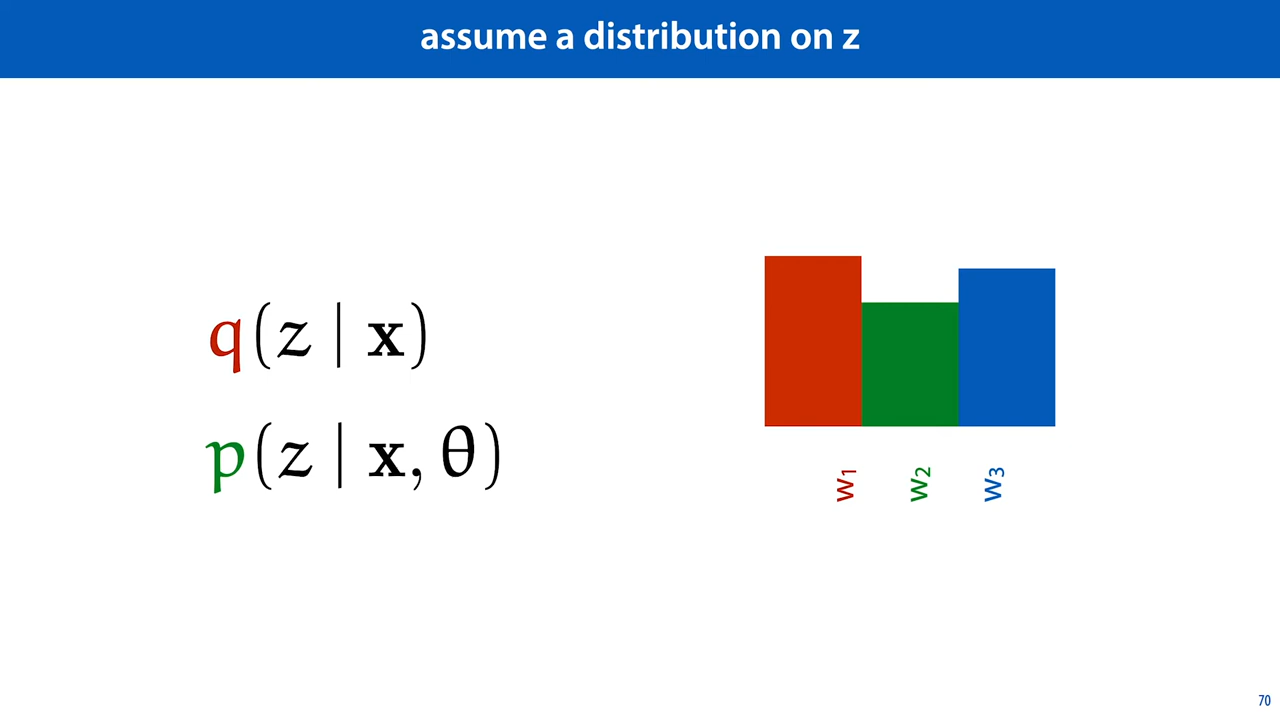 assume a distribution on z
q(z | x)
p(z | x, θ)
w₁
w₂
w₃
70